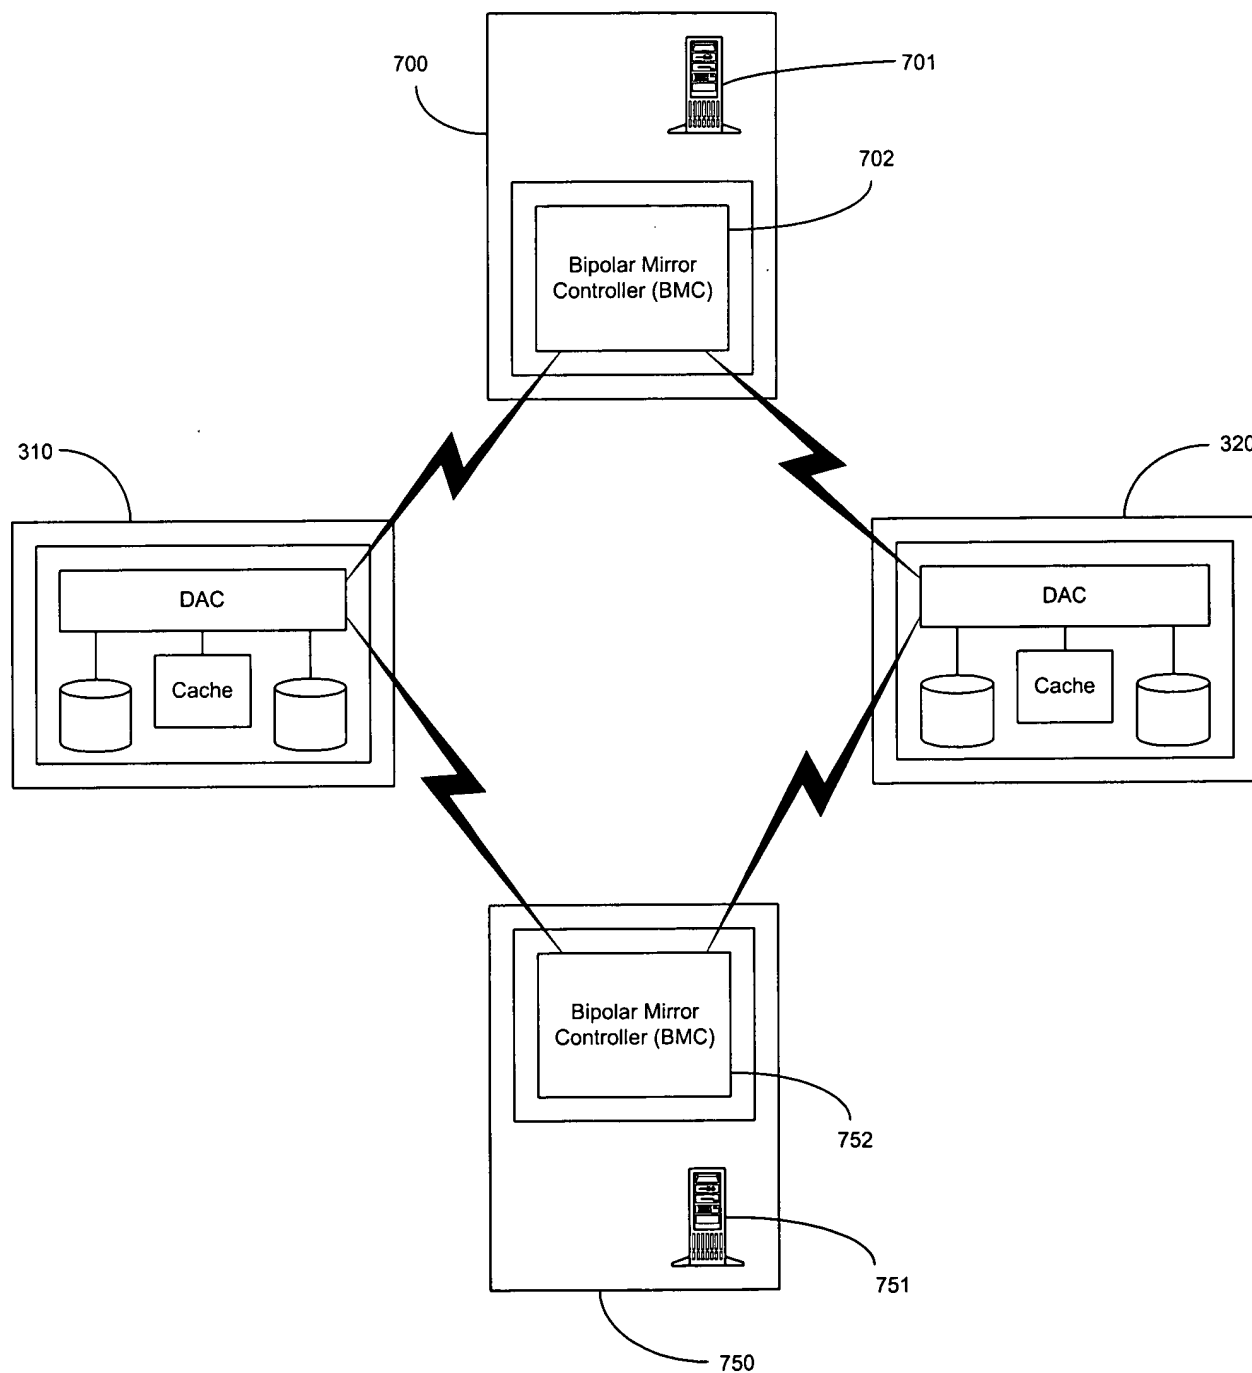 700
701
702
Bipolar Mirror
Controller (BMC)
310
320
DAC
Cache
DAC
Cache
Bipolar Mirror
Controller (BMC)
752
751
750